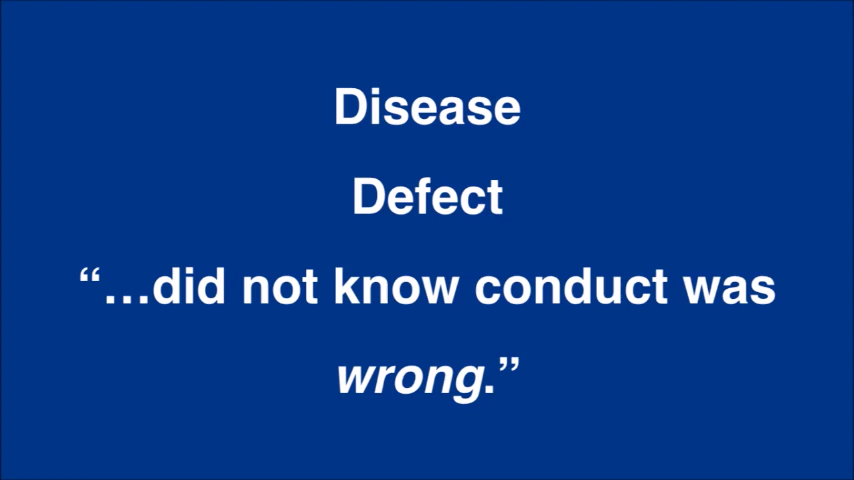 Disease
Defect
“…did not know conduct was
wrong.”